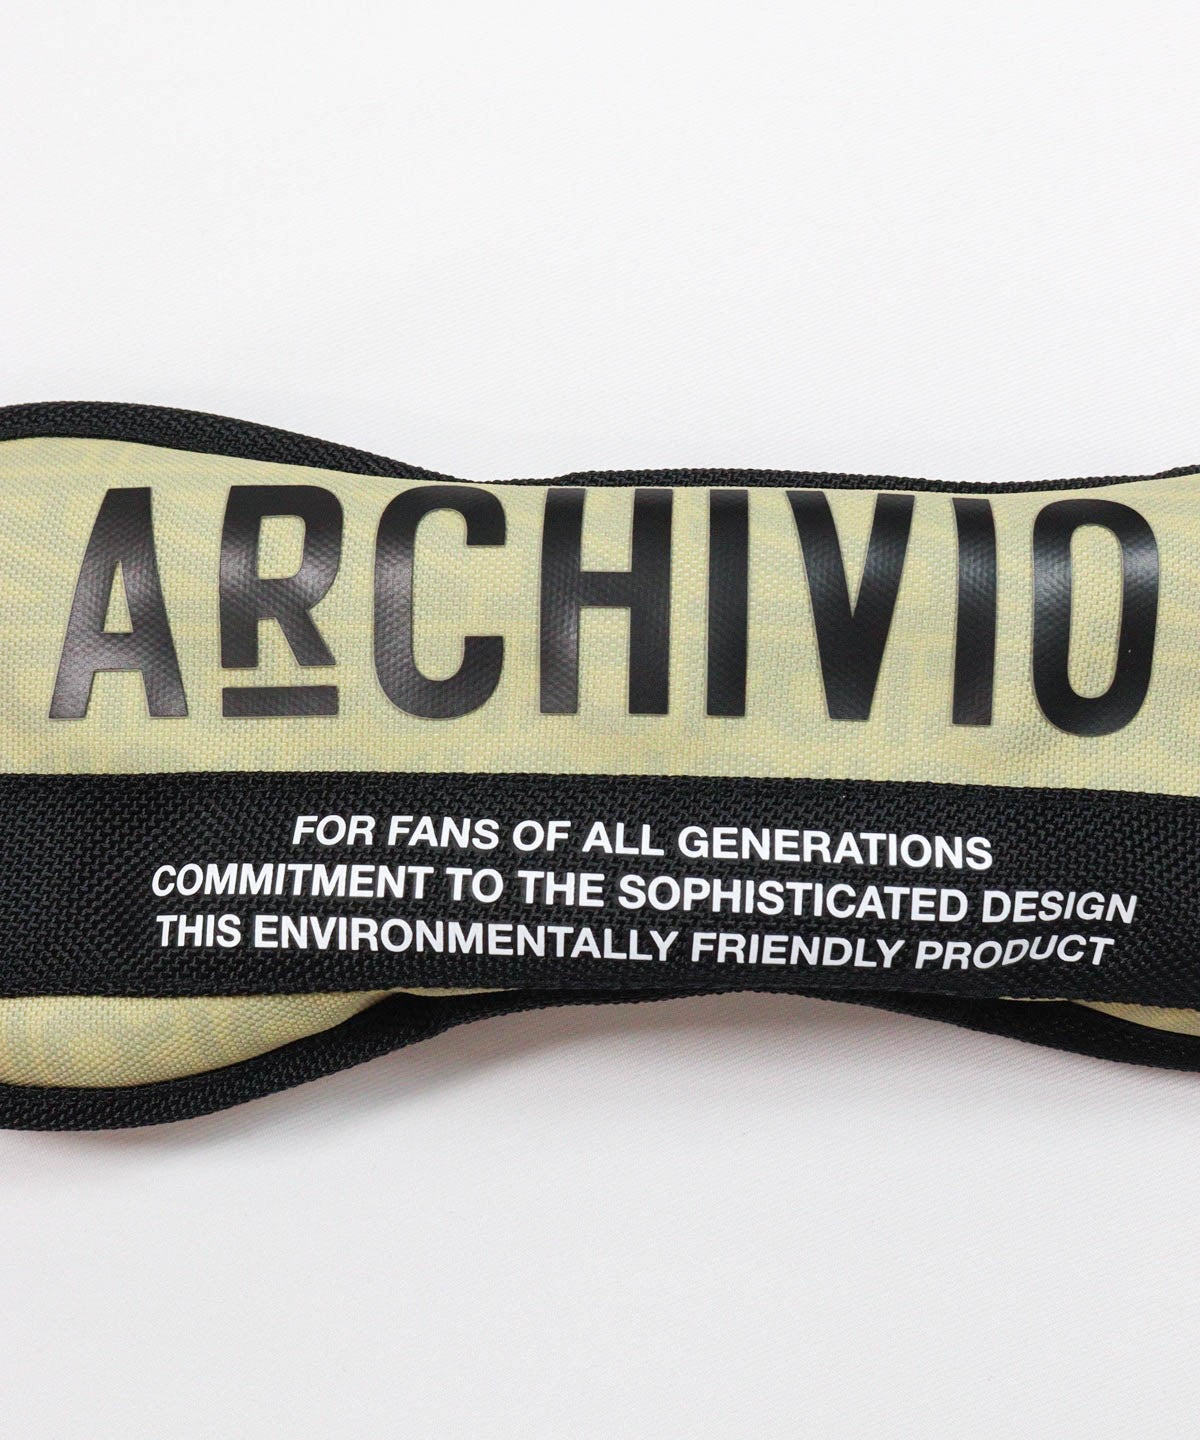 ARCHIVIO
FOR FANS OF ALL GENERATIONS
COMMITMENT TO THE SOPHISTICATED DESIGN
THIS ENVIRONMENTALLY FRIENDLY PRODUCT